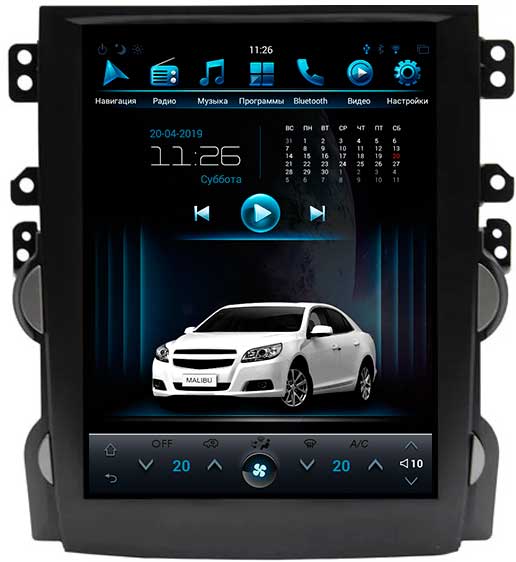 11:26
Навигация Радио Музыка Программы Bluetooth Видео Настройки
20-04-2019
11:26
Суббота
ВС ПН ВТ СР ЧТ ПТ СБ
31 1 2 3 4 5 6
7 8 9 10 11 12 13
14 15 16 17 18 19 20
21 22 23 24 25 26 27
28 29 30 1 2 3 4
5 6 7 8 9 10 11
MALIBU
OFF A/C
20 20 10